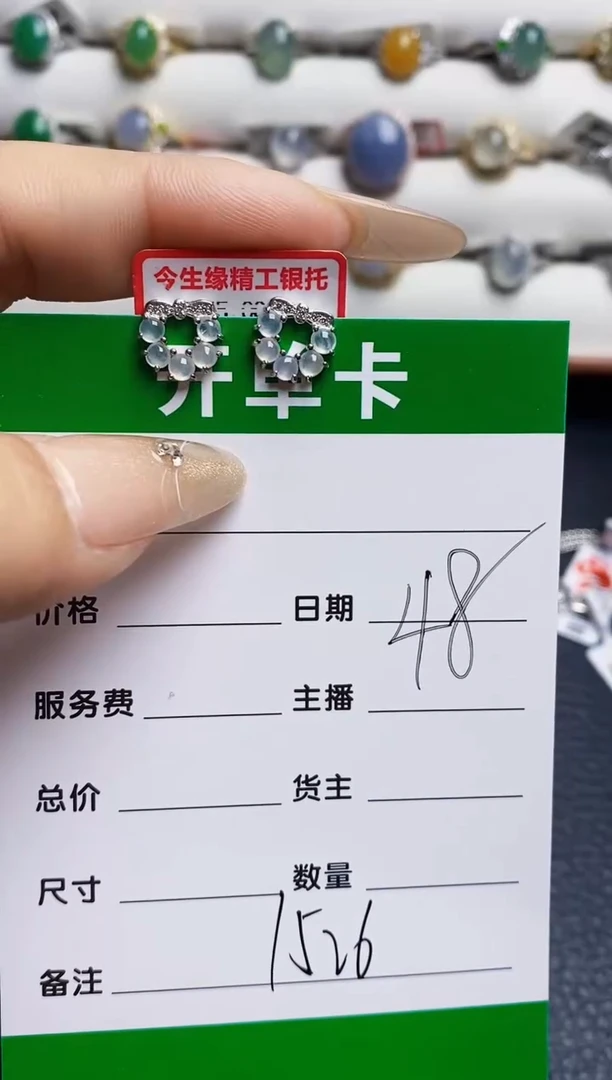 今生缘精工银托
开单卡
价格 日期 48
服务费 主播
总价 货主
尺寸 数量
备注 1526